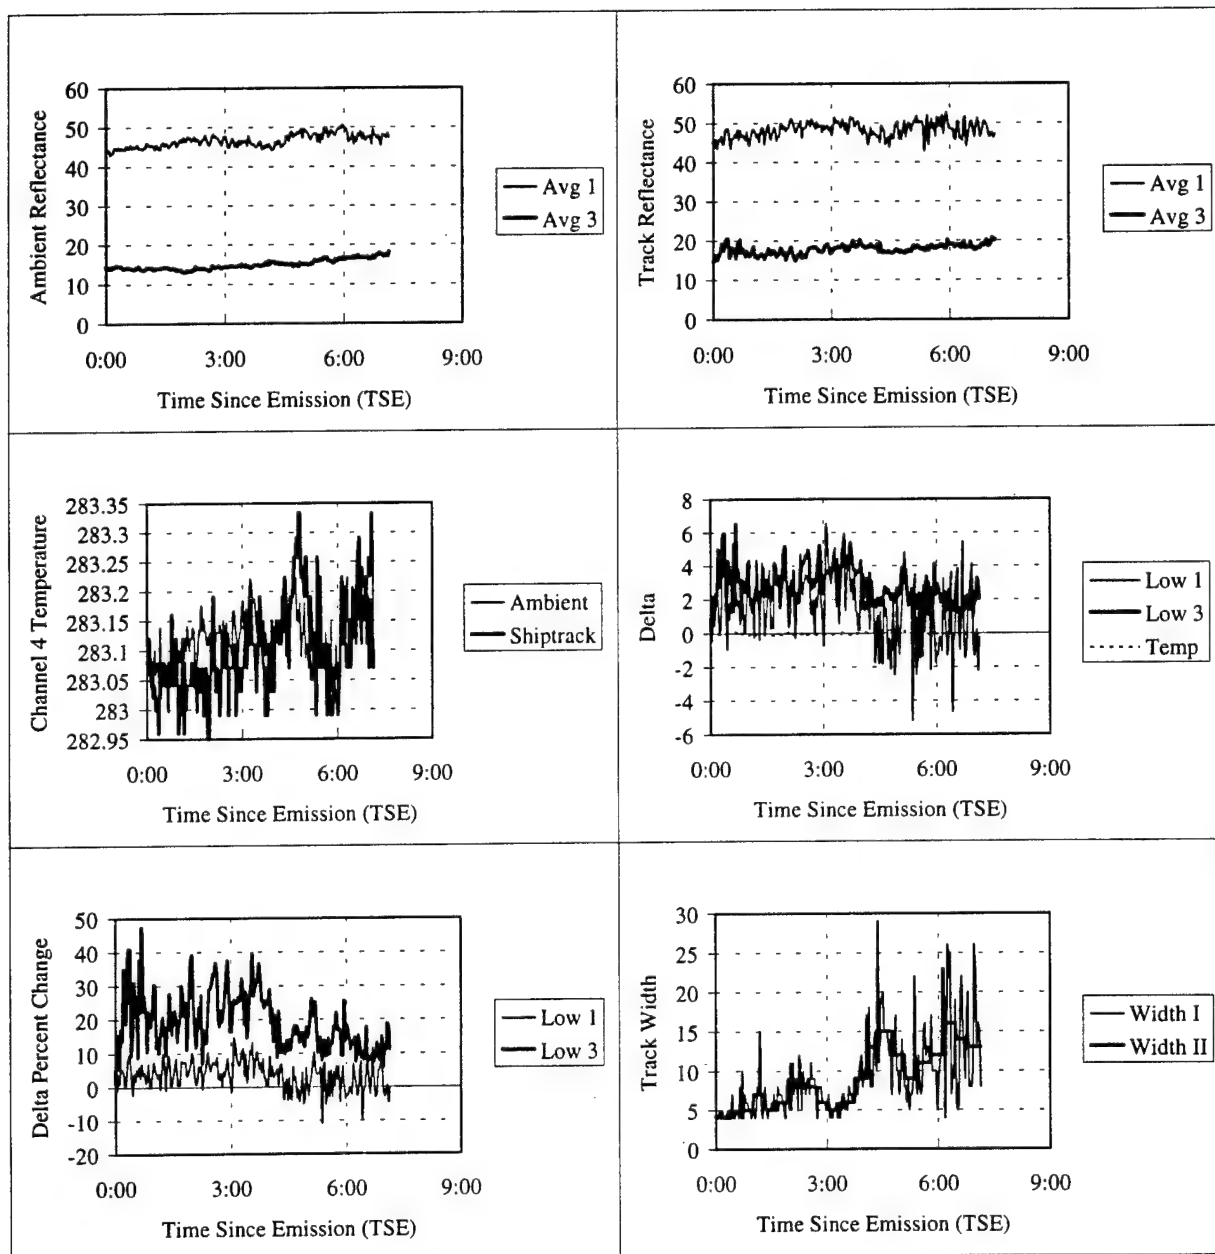 60
50
40
30
20
10
0
Ambient Reflectance
0:00 3:00 6:00 9:00
Time Since Emission (TSE)
Avg 1
Avg 3
60
50
40
30
20
10
0
Track Reflectance
0:00 3:00 6:00 9:00
Time Since Emission (TSE)
Avg 1
Avg 3
283.35
283.3
283.25
283.2
283.15
283.1
283.05
283
282.95
Channel 4 Temperature
0:00 3:00 6:00 9:00
Time Since Emission (TSE)
Ambient
Shiptrack
8
6
4
2
0
-2
-4
-6
Delta
0:00 3:00 6:00 9:00
Time Since Emission (TSE)
Low 1
Low 3
Temp
50
40
30
20
10
0
-10
-20
Delta Percent Change
0:00 3:00 6:00 9:00
Time Since Emission (TSE)
Low 1
Low 3
30
25
20
15
10
5
0
Track Width
0:00 3:00 6:00 9:00
Time Since Emission (TSE)
Width I
Width II